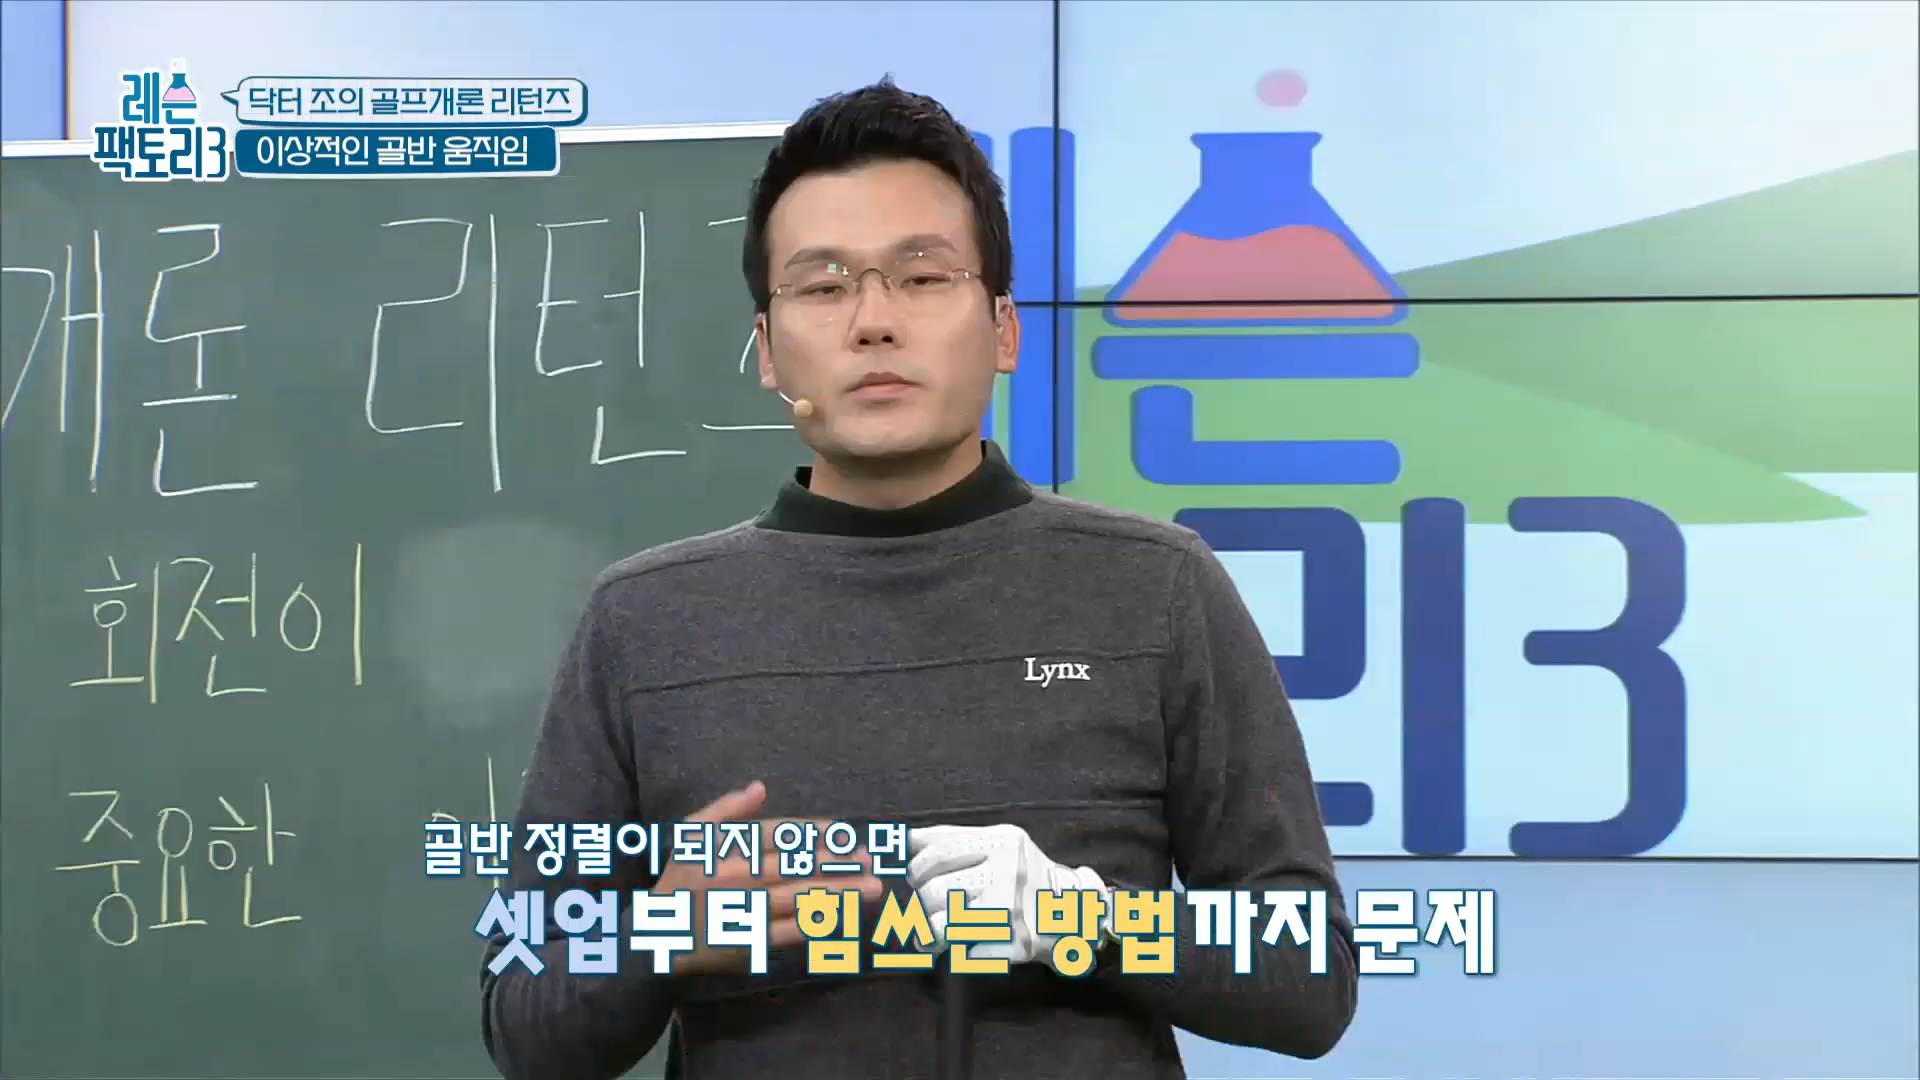 레슨
팩토리3
닥터 조의 골프개론 리턴즈
이상적인 골반 움직임
개론 리턴즈
회전이
중요한
Lynx
골반 정렬이 되지 않으면
셋업부터 힘쓰는 방법까지 문제